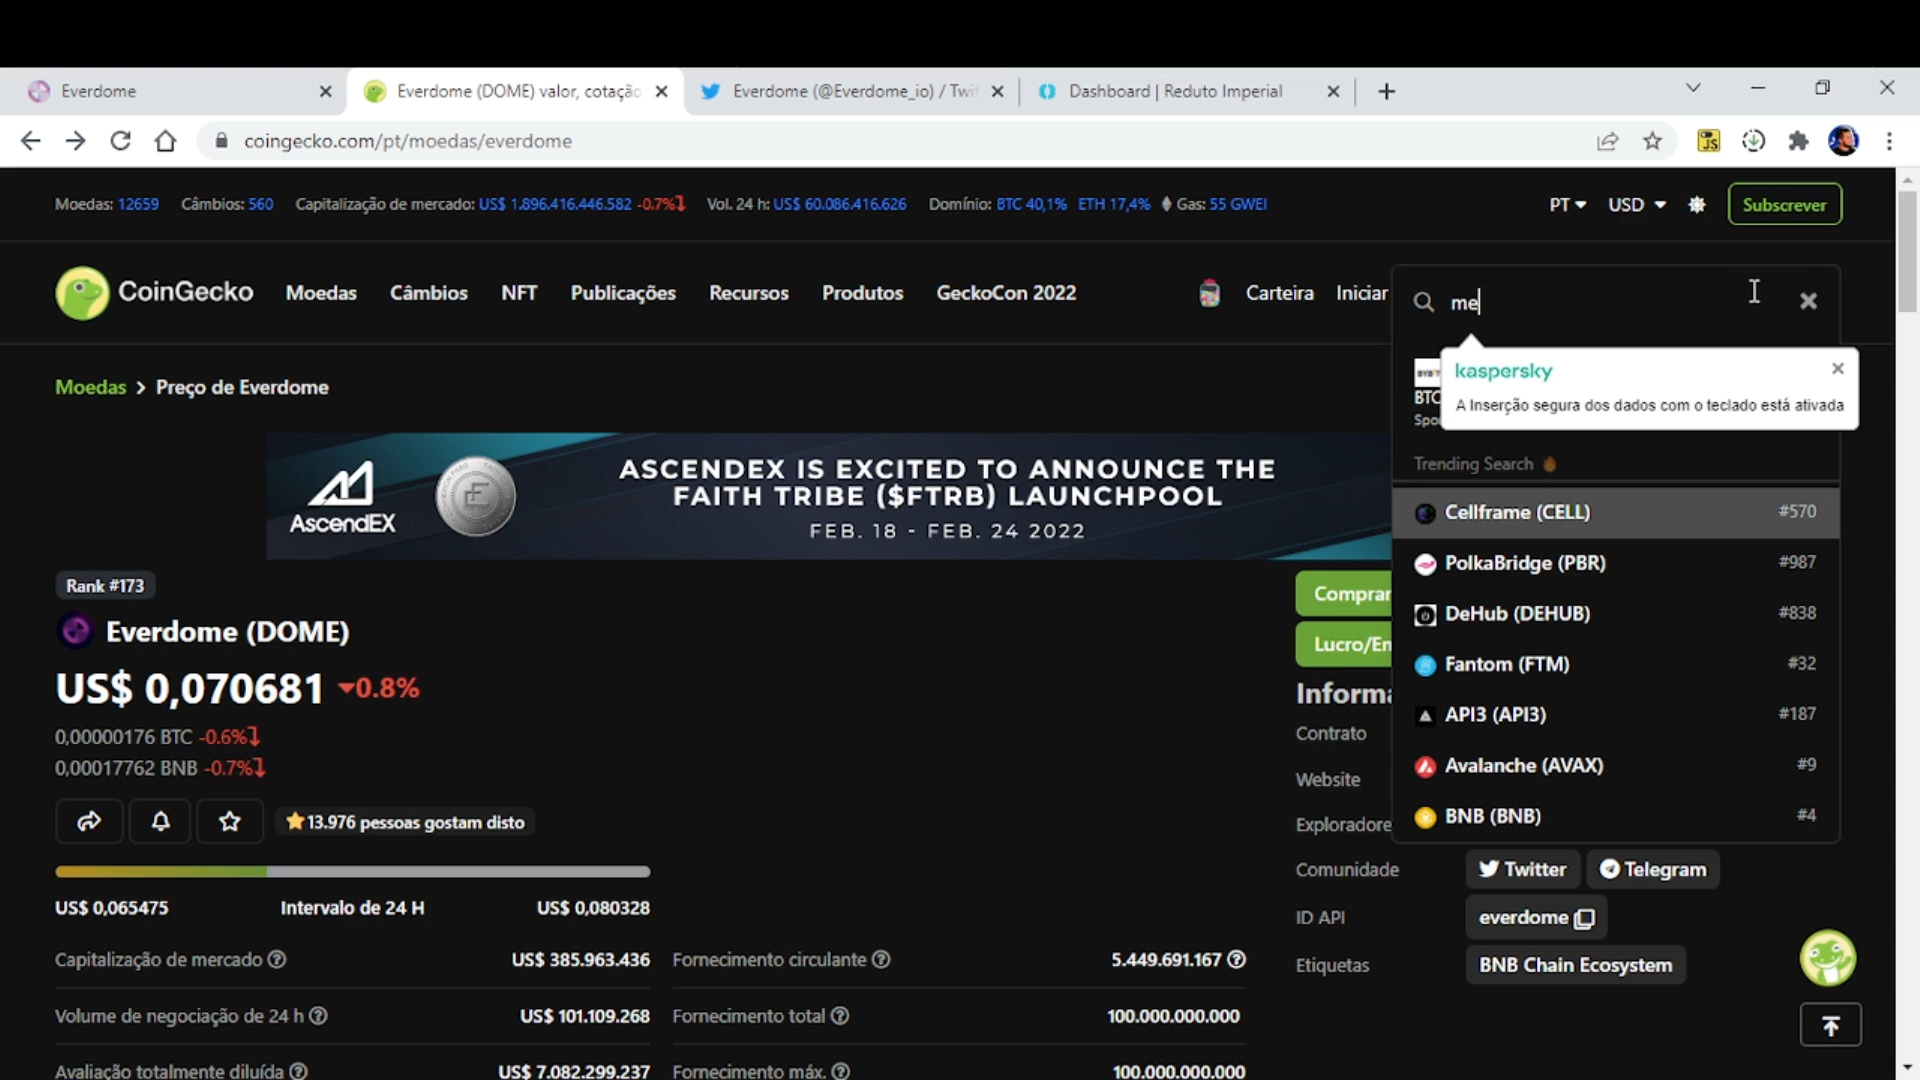 Everdome
Everdome (DOME) valor, cotação
Everdome (@Everdome_io) / Twi
Dashboard | Reduto Imperial
coingecko.com/pt/moedas/everdome
JS
Moedas: 12659 Câmbios: 560 Capitalização de mercado: US$ 1.896.416.446.582 -0.7% Vol. 24 h: US$ 60.086.416.626 Domínio: BTC 40,1% ETH 17,4% Gas: 55 GWEI
PT USD Subscrever
CoinGecko Moedas Câmbios NFT Publicações Recursos Produtos GeckoCon 2022 Carteira Iniciar
me
kaspersky
A Inserção segura dos dados com o teclado está ativada
BTC
Spo
Moedas > Preço de Everdome
Trending Search
AscendEX
ASCENDEX IS EXCITED TO ANNOUNCE THE
FAITH TRIBE ($FTRB) LAUNCHPOOL
FEB. 18 - FEB. 24 2022
Cellframe (CELL) #570
PolkaBridge (PBR) #987
DeHub (DEHUB) #838
Fantom (FTM) #32
API3 (API3) #187
Avalanche (AVAX) #9
BNB (BNB) #4
Rank #173
Everdome (DOME)
US$ 0,070681 0.8%
0,00000176 BTC -0.6%
0,00017762 BNB -0.7%
13.976 pessoas gostam disto
US$ 0,065475 Intervalo de 24 H US$ 0,080328
Capitalização de mercado US$ 385.963.436 Fornecimento circulante 5.449.691.167
Volume de negociação de 24 h US$ 101.109.268 Fornecimento total 100.000.000.000
Avaliação totalmente diluída US$ 7.082.299.237 Fornecimento máx. 100.000.000.000
Comprar
Lucro/En
Informa
Contrato
Website
Exploradore
Comunidade Twitter Telegram
ID API everdome
Etiquetas BNB Chain Ecosystem